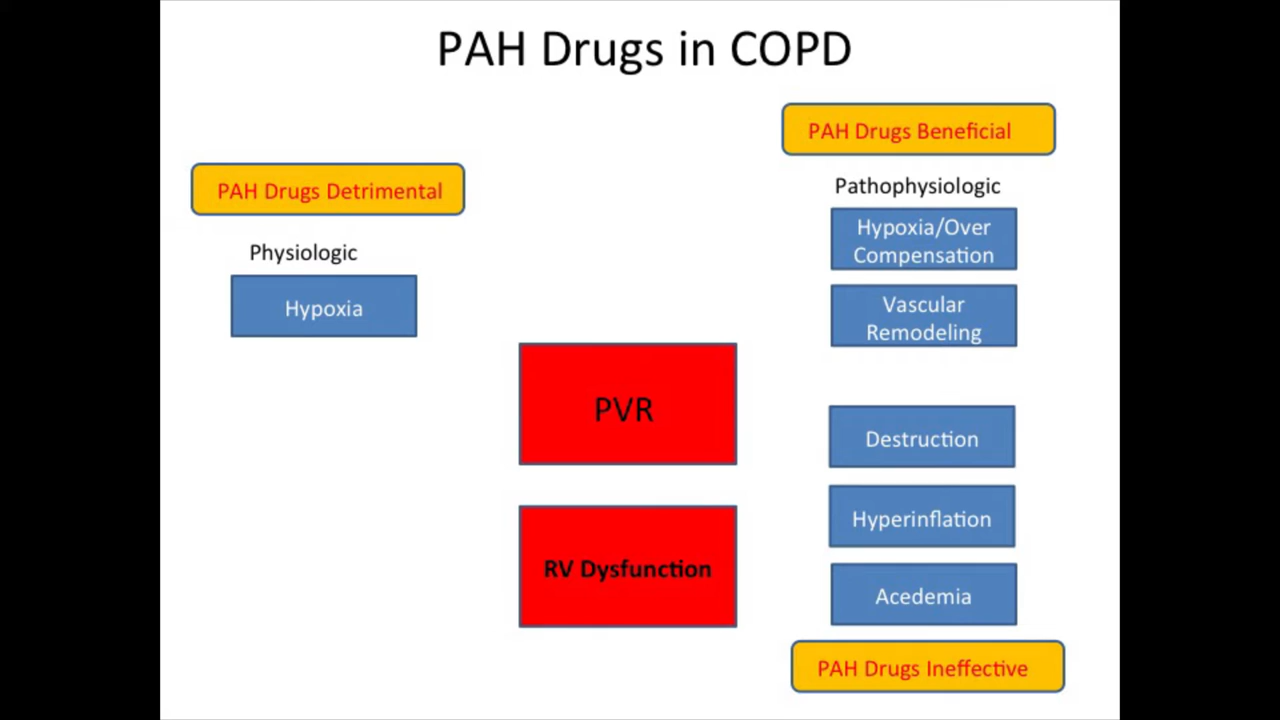 PAH Drugs in COPD
PAH Drugs Detrimental
Physiologic
Hypoxia
PVR
RV Dysfunction
PAH Drugs Beneficial
Pathophysiologic
Hypoxia/Over
Compensation
Vascular
Remodeling
Destruction
Hyperinflation
Acedemia
PAH Drugs Ineffective